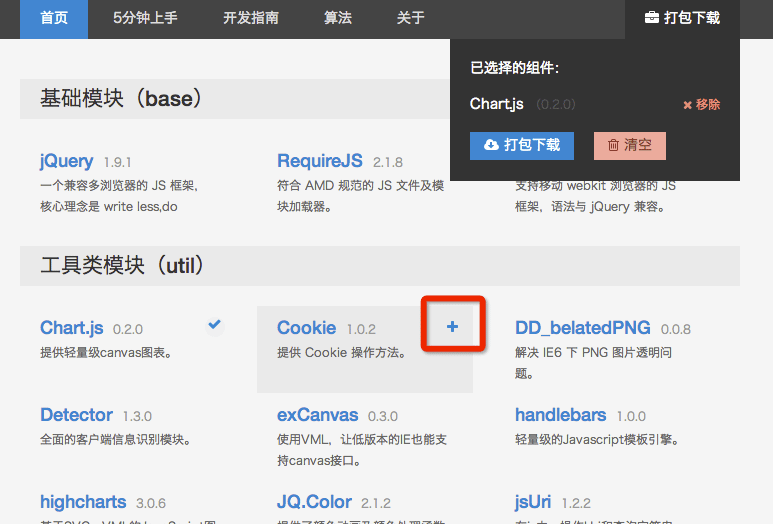 首页 5分钟上手 开发指南 算法 关于 打包下载
已选择的组件:
Chart.js (0.2.0) 移除
打包下载 清空
基础模块（base）
jQuery 1.9.1
一个兼容多浏览器的 JS 框架,
核心理念是 write less,do
RequireJS 2.1.8
符合 AMD 规范的 JS 文件及模
块加载器。
支持移动 webkit 浏览器的 JS
框架，语法与 jQuery 兼容。
工具类模块（util）
Chart.js 0.2.0
提供轻量级canvas图表。
Cookie 1.0.2
提供 Cookie 操作方法。
DD_belatedPNG 0.0.8
解决 IE6 下 PNG 图片透明问
题。
Detector 1.3.0
全面的客户端信息识别模块。
exCanvas 0.3.0
使用VML，让低版本的IE也能支
持canvas接口。
handlebars 1.0.0
轻量级的Javascript模板引擎。
highcharts 3.0.6
JQ.Color 2.1.2
jsUri 1.2.2